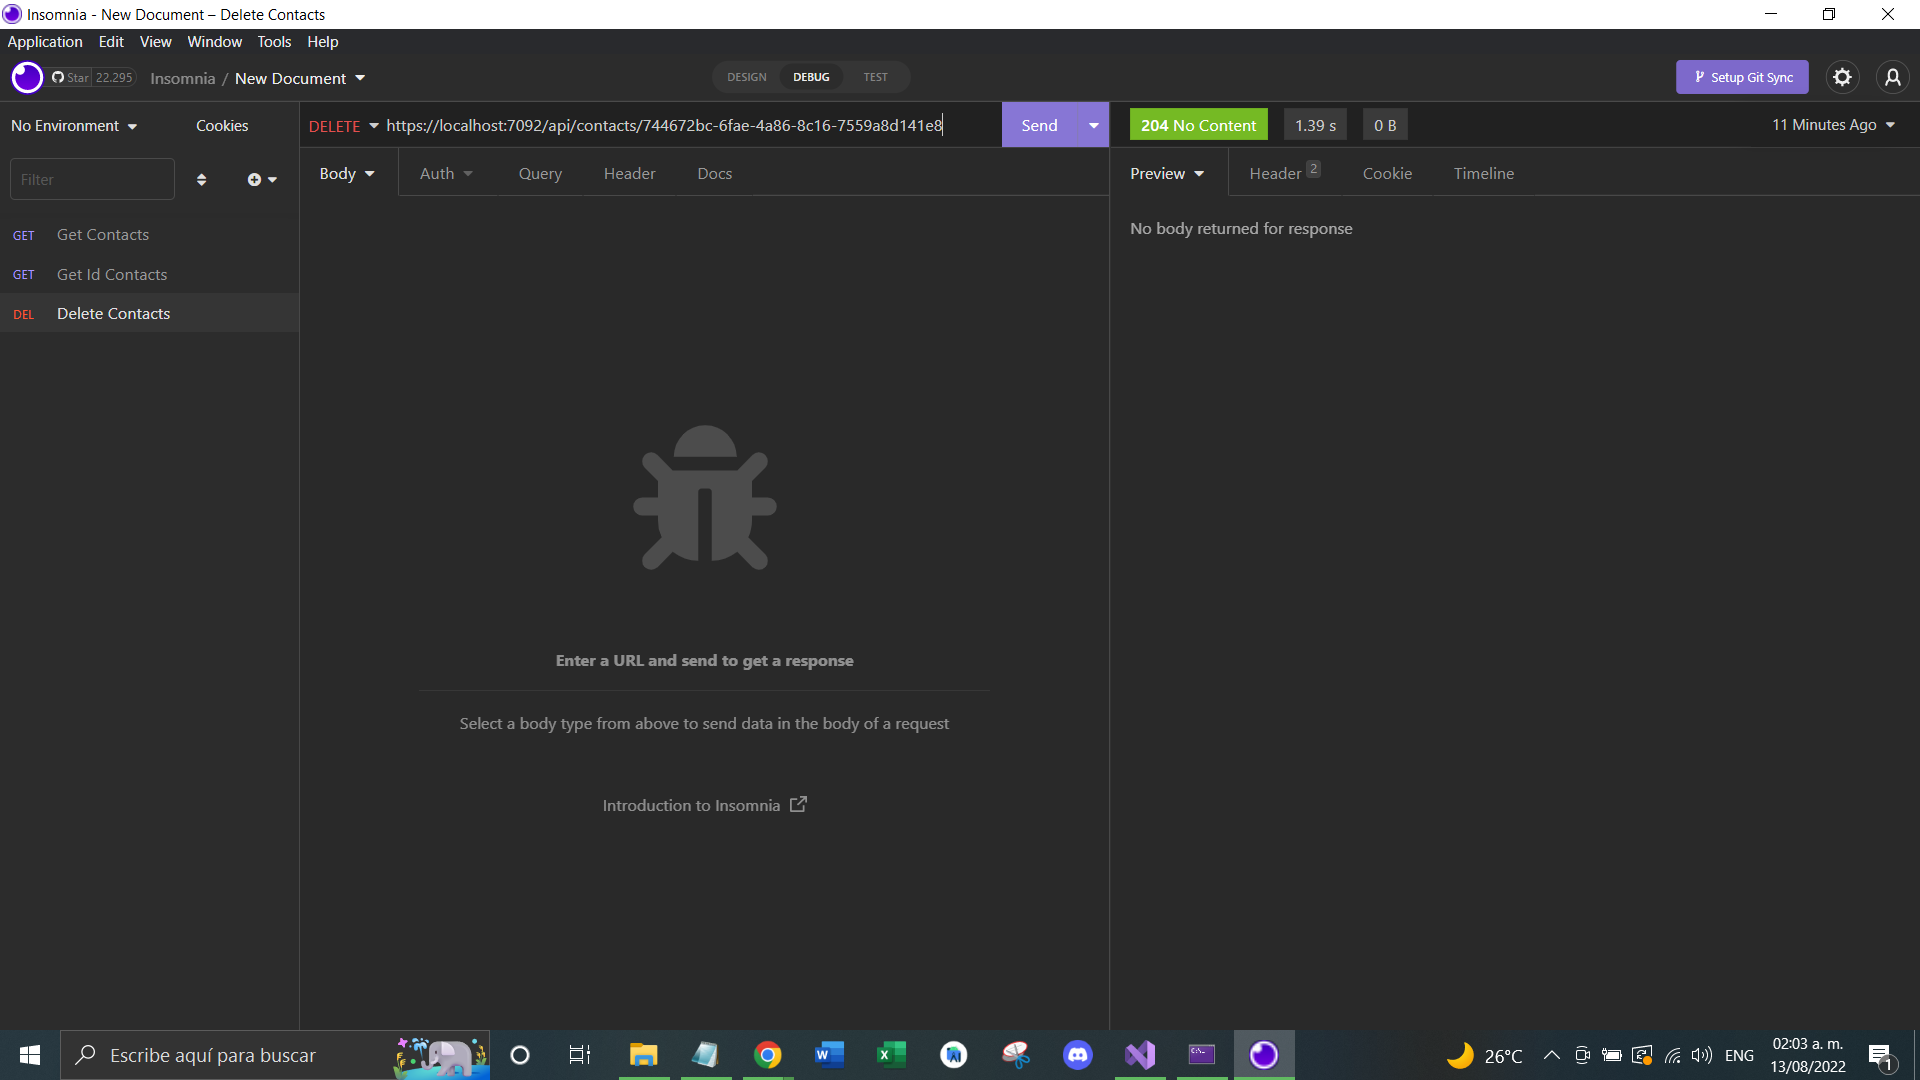 Insomnia - New Document – Delete Contacts
Application Edit View Window Tools Help
Star 22.295 Insomnia / New Document DESIGN DEBUG TEST Setup Git Sync
No Environment Cookies DELETE https://localhost:7092/api/contacts/744672bc-6fae-4a86-8c16-7559a8d141e8 Send 204 No Content 1.39 s 0 B 11 Minutes Ago
Filter Body Auth Query Header Docs Preview Header 2 Cookie Timeline
GET Get Contacts No body returned for response
GET Get Id Contacts
DEL Delete Contacts
Enter a URL and send to get a response
Select a body type from above to send data in the body of a request
Introduction to Insomnia
Escribe aquí para buscar 26°C ENG 02:03 a. m.
13/08/2022 1